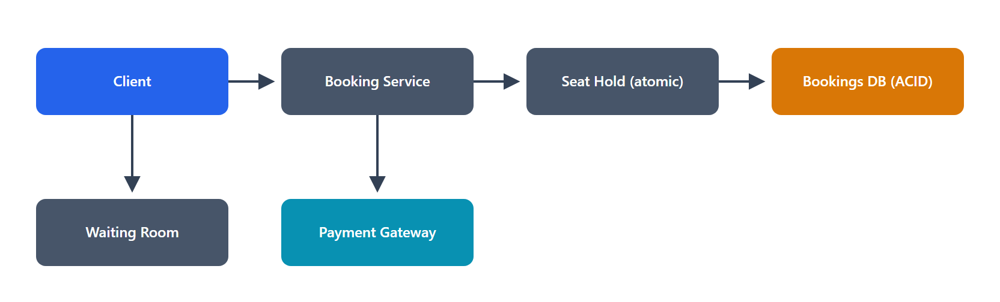 Client
Booking Service
Seat Hold (atomic)
Bookings DB (ACID)
Waiting Room
Payment Gateway